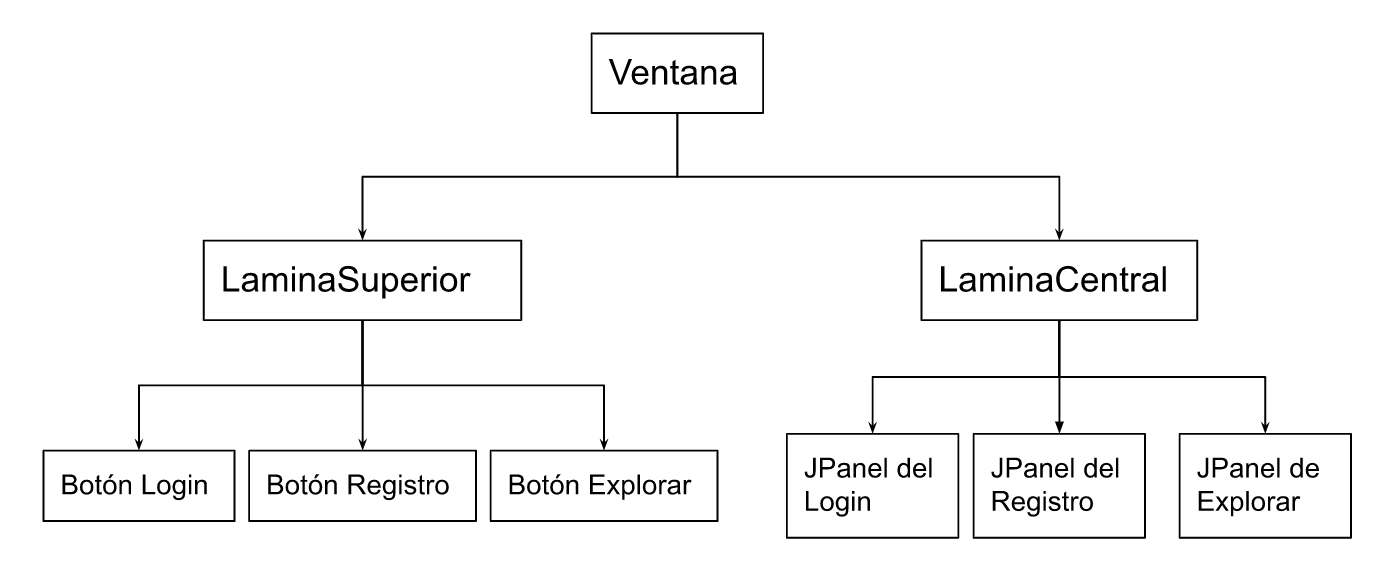 Ventana
LaminaSuperior
LaminaCentral
Botón Login
Botón Registro
Botón Explorar
JPanel del
Login
JPanel del
Registro
JPanel de
Explorar